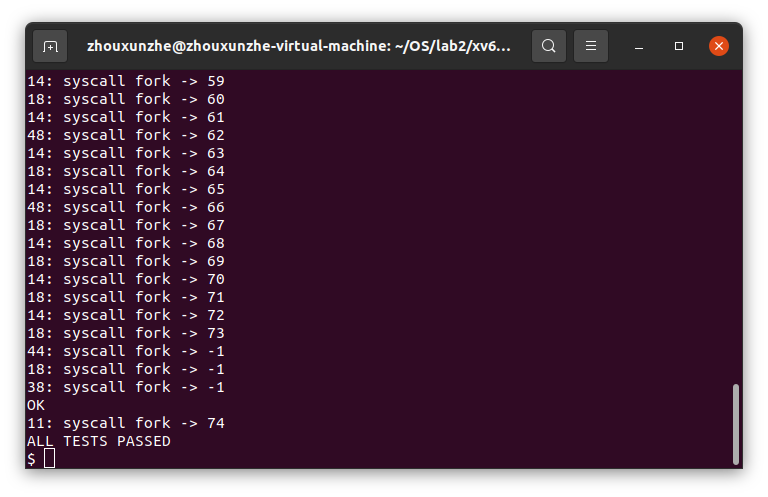 zhouxunzhe@zhouxunzhe-virtual-machine: ~/OS/lab2/xv6...
14: syscall fork -> 59
18: syscall fork -> 60
14: syscall fork -> 61
48: syscall fork -> 62
14: syscall fork -> 63
18: syscall fork -> 64
14: syscall fork -> 65
48: syscall fork -> 66
18: syscall fork -> 67
14: syscall fork -> 68
18: syscall fork -> 69
14: syscall fork -> 70
18: syscall fork -> 71
14: syscall fork -> 72
18: syscall fork -> 73
44: syscall fork -> -1
18: syscall fork -> -1
38: syscall fork -> -1
OK
11: syscall fork -> 74
ALL TESTS PASSED
$